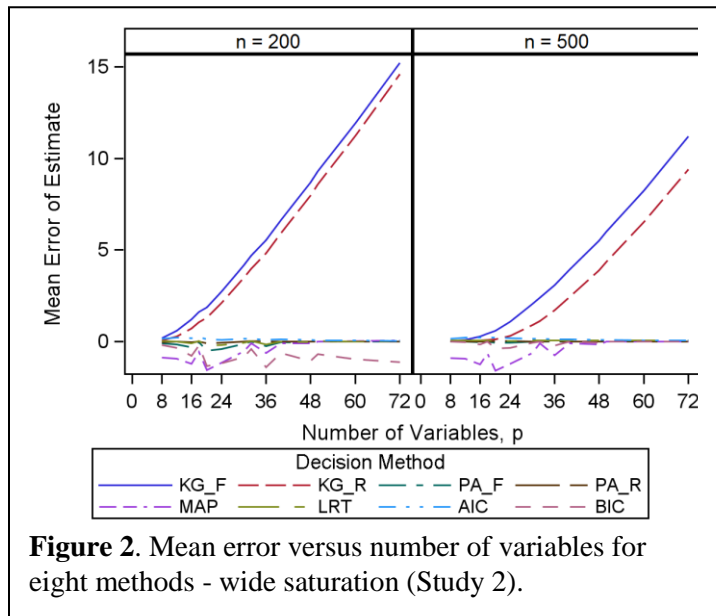 n = 200
n = 500
15
10
5
0
Mean Error of Estimate
0 8 16 24 36 48 60 72
0 8 16 24 36 48 60 72
Number of Variables, p
Decision Method
KG_F KG_R PA_F PA_R
MAP LRT AIC BIC
Figure 2. Mean error versus number of variables for
eight methods - wide saturation (Study 2).